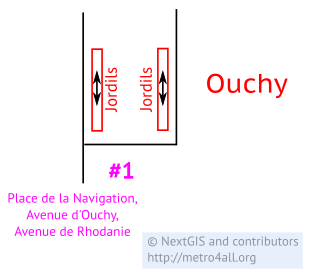 Jordils
Jordils
Ouchy
#1
Place de la Navigation,
Avenue d'Ouchy,
Avenue de Rhodanie
© NextGIS and contributors
http://metro4all.org